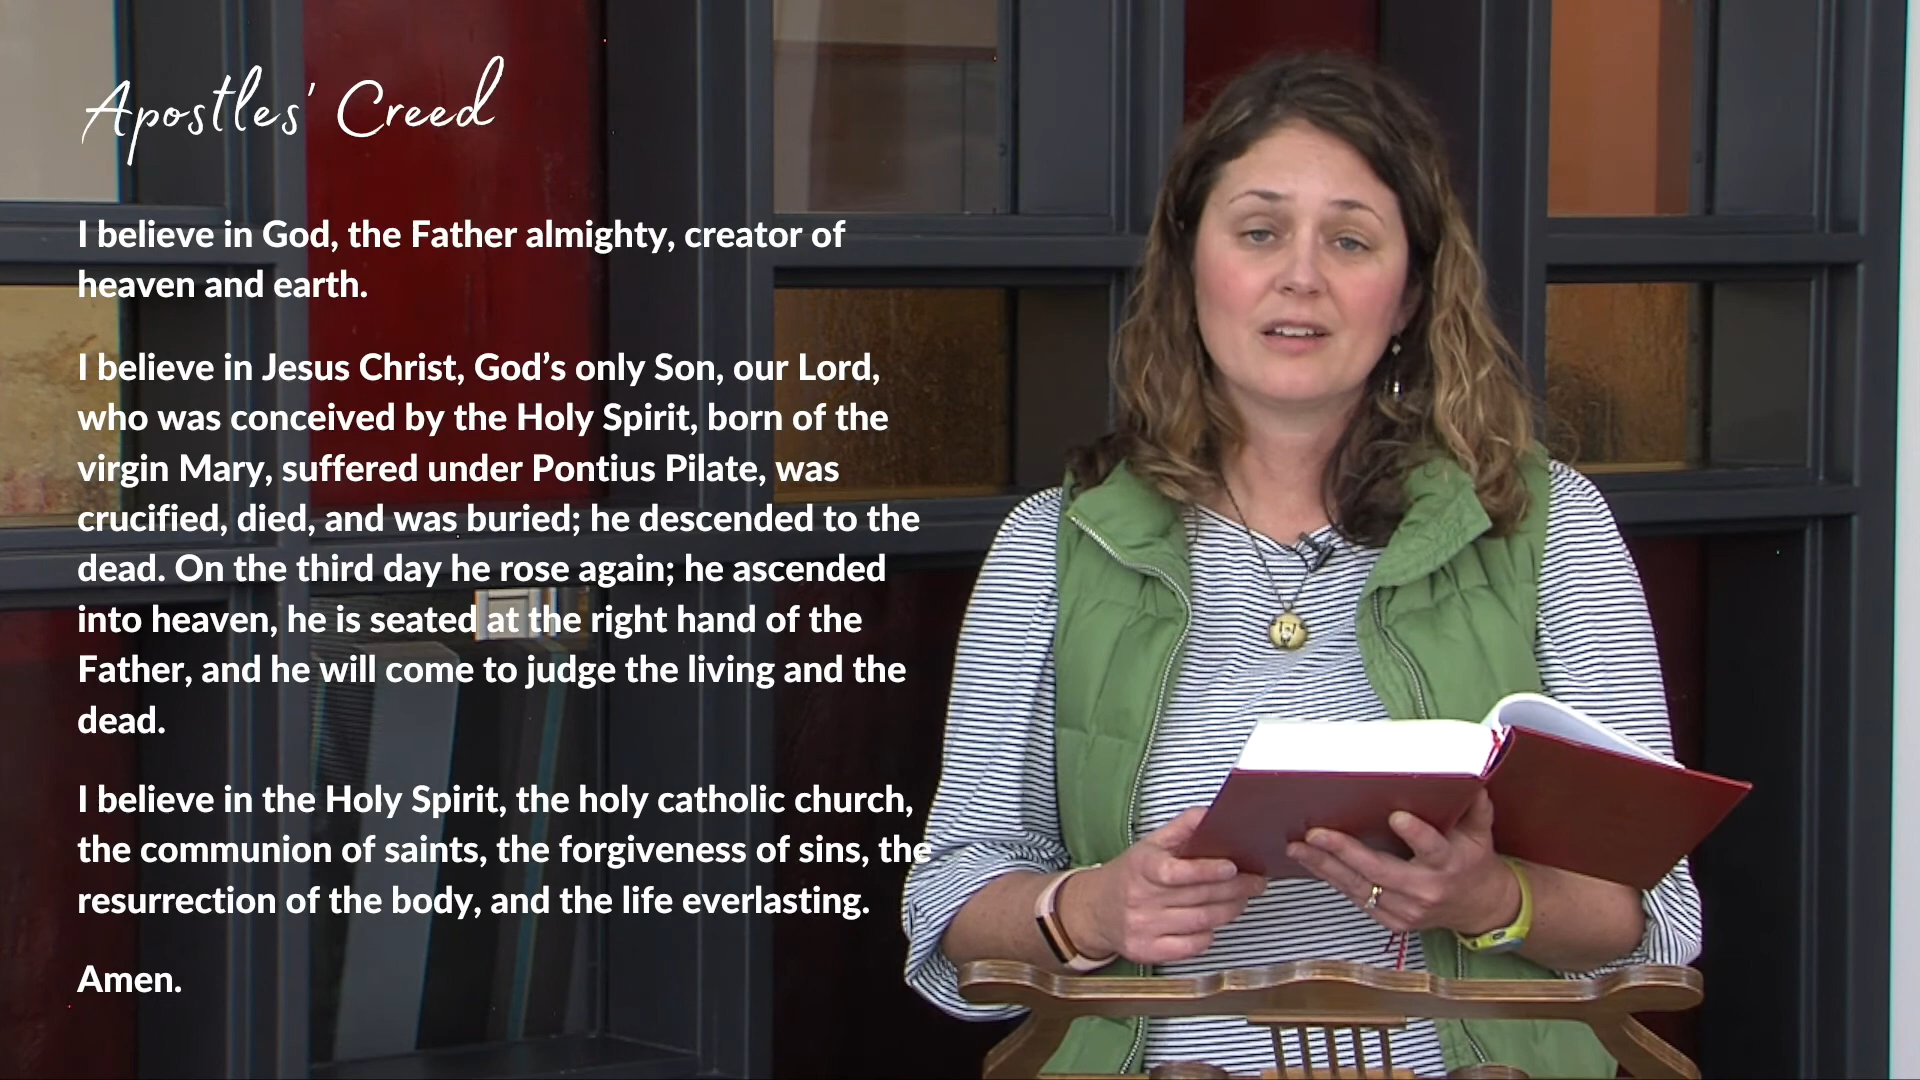 Apostles' Creed
I believe in God, the Father almighty, creator of
heaven and earth.
I believe in Jesus Christ, God’s only Son, our Lord,
who was conceived by the Holy Spirit, born of the
virgin Mary, suffered under Pontius Pilate, was
crucified, died, and was buried; he descended to the
dead. On the third day he rose again; he ascended
into heaven, he is seated at the right hand of the
Father, and he will come to judge the living and the
dead.
I believe in the Holy Spirit, the holy catholic church,
the communion of saints, the forgiveness of sins, the
resurrection of the body, and the life everlasting.
Amen.